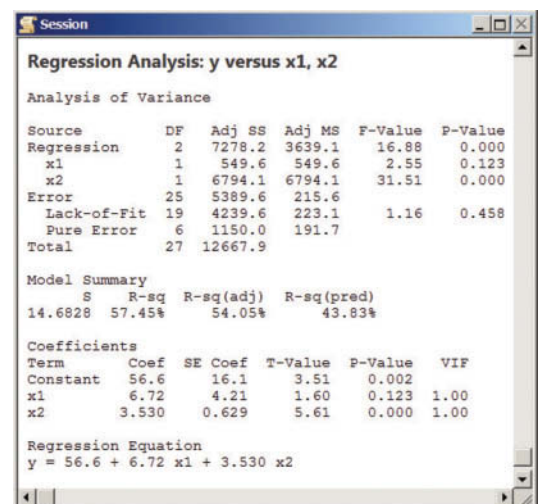 Session
Regression Analysis: y versus x1, x2
Analysis of Variance
Source DF Adj SS Adj MS F-Value P-Value
Regression 2 7278.2 3639.1 16.88 0.000
x1 1 549.6 549.6 2.55 0.123
x2 1 6794.1 6794.1 31.51 0.000
Error 25 5389.6 215.6
Lack-of-Fit 19 4239.6 223.1 1.16 0.458
Pure Error 6 1150.0 191.7
Total 27 12667.9
Model Summary
S R-sq R-sq(adj) R-sq(pred)
14.6828 57.45% 54.05% 43.83%
Coefficients
Term Coef SE Coef T-Value P-Value VIF
Constant 56.6 16.1 3.51 0.002
x1 6.72 4.21 1.60 0.123 1.00
x2 3.530 0.629 5.61 0.000 1.00
Regression Equation
y = 56.6 + 6.72 x1 + 3.530 x2